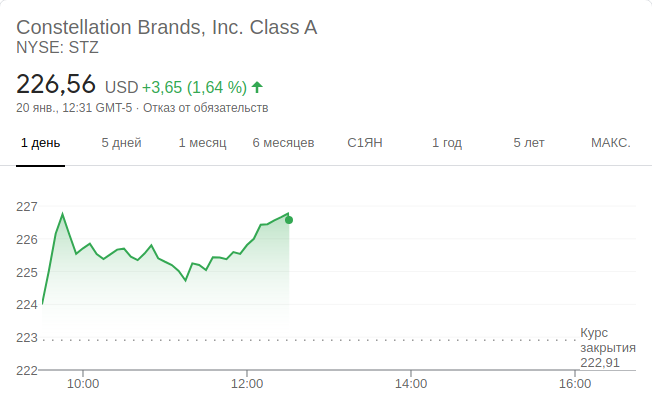 Constellation Brands, Inc. Class A
NYSE: STZ
226,56 USD +3,65 (1,64 %)
20 янв., 12:31 GMT-5 · Отказ от обязательств
1 день 5 дней 1 месяц 6 месяцев С1ЯН 1 год 5 лет МАКС.
227
226
225
224
223
222
Курс
закрытия
222,91
10:00 12:00 14:00 16:00